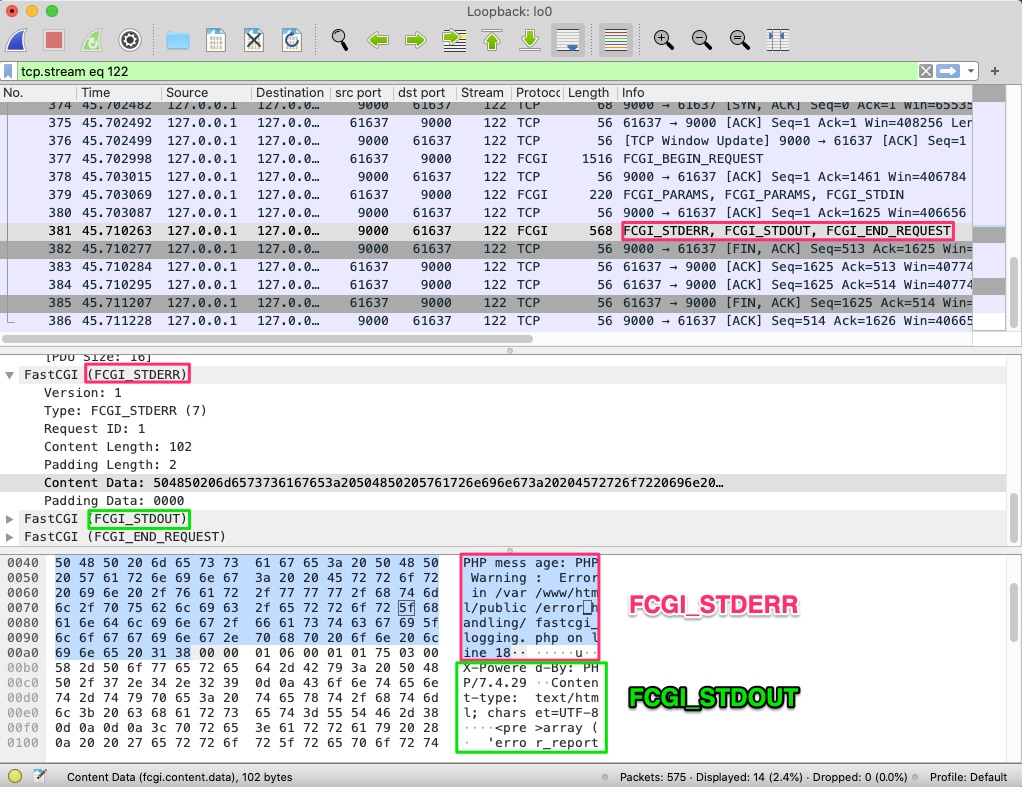 Loopback: lo0
tcp.stream eq 122
No. Time Source Destination src port dst port Stream Protocc Length Info
374 45.702482 127.0.0.1 127.0.0… 9000 61637 122 TCP 68 9000 → 61637 [SYN, ACK] Seq=0 Ack=1 Win=65535
375 45.702492 127.0.0.1 127.0.0… 61637 9000 122 TCP 56 61637 → 9000 [ACK] Seq=1 Ack=1 Win=408256 Len
376 45.702499 127.0.0.1 127.0.0… 9000 61637 122 TCP 56 [TCP Window Update] 9000 → 61637 [ACK] Seq=1
377 45.702998 127.0.0.1 127.0.0… 61637 9000 122 FCGI 1516 FCGI_BEGIN_REQUEST
378 45.703015 127.0.0.1 127.0.0… 9000 61637 122 TCP 56 9000 → 61637 [ACK] Seq=1 Ack=1461 Win=406784
379 45.703069 127.0.0.1 127.0.0… 61637 9000 122 FCGI 220 FCGI_PARAMS, FCGI_PARAMS, FCGI_STDIN
380 45.703087 127.0.0.1 127.0.0… 9000 61637 122 TCP 56 9000 → 61637 [ACK] Seq=1 Ack=1625 Win=406656
381 45.710263 127.0.0.1 127.0.0… 9000 61637 122 FCGI 568 FCGI_STDERR, FCGI_STDOUT, FCGI_END_REQUEST
382 45.710277 127.0.0.1 127.0.0… 9000 61637 122 TCP 56 9000 → 61637 [FIN, ACK] Seq=513 Ack=1625 Win=
383 45.710284 127.0.0.1 127.0.0… 61637 9000 122 TCP 56 61637 → 9000 [ACK] Seq=1625 Ack=513 Win=40774
384 45.710295 127.0.0.1 127.0.0… 61637 9000 122 TCP 56 61637 → 9000 [ACK] Seq=1625 Ack=514 Win=40774
385 45.711207 127.0.0.1 127.0.0… 61637 9000 122 TCP 56 61637 → 9000 [FIN, ACK] Seq=1625 Ack=514 Win=
386 45.711228 127.0.0.1 127.0.0… 9000 61637 122 TCP 56 9000 → 61637 [ACK] Seq=514 Ack=1626 Win=40665
[PDU Size: 16]
FastCGI (FCGI_STDERR)
Version: 1
Type: FCGI_STDERR (7)
Request ID: 1
Content Length: 102
Padding Length: 2
Content Data: 504850206d6573736167653a20504850205761726e696e673a20204572726f7220696e20…
Padding Data: 0000
FastCGI (FCGI_STDOUT)
FastCGI (FCGI_END_REQUEST)
0040 50 48 50 20 6d 65 73 73 61 67 65 3a 20 50 48 50 PHP mess age: PHP
0050 20 57 61 72 6e 69 6e 67 3a 20 20 45 72 72 6f 72 Warning : Error
0060 20 69 6e 20 2f 76 61 72 2f 77 77 77 2f 68 74 6d in /var /www/htm
0070 6c 2f 70 75 62 6c 69 63 2f 65 72 72 6f 72 5f 68 l/public /error_h
0080 61 6e 64 6c 69 6e 67 2f 66 61 73 74 63 67 69 5f andling/ fastcgi_
0090 6c 6f 67 67 69 6e 67 2e 70 68 70 20 6f 6e 20 6c logging. php on l
00a0 69 6e 65 20 31 38 00 00 01 06 00 01 01 75 03 00 ine 18·· ·····u··
00b0 58 2d 50 6f 77 65 72 65 64 2d 42 79 3a 20 50 48 X-Powere d-By: PH
00c0 50 2f 37 2e 34 2e 32 39 0d 0a 43 6f 6e 74 65 6e P/7.4.29 ··Conten
00d0 74 2d 74 79 70 65 3a 20 74 65 78 74 2f 68 74 6d t-type: text/htm
00e0 6c 3b 20 63 68 61 72 73 65 74 3d 55 54 46 2d 38 l; chars et=UTF-8
00f0 0d 0a 0d 0a 3c 70 72 65 3e 61 72 72 61 79 20 28 ····<pre >array (
0100 0a 20 20 27 65 72 72 6f 72 5f 72 65 70 6f 72 74 · 'erro r_report
FCGI_STDERR
FCGI_STDOUT
Content Data (fcgi.content.data), 102 bytes Packets: 575 · Displayed: 14 (2.4%) · Dropped: 0 (0.0%) Profile: Default